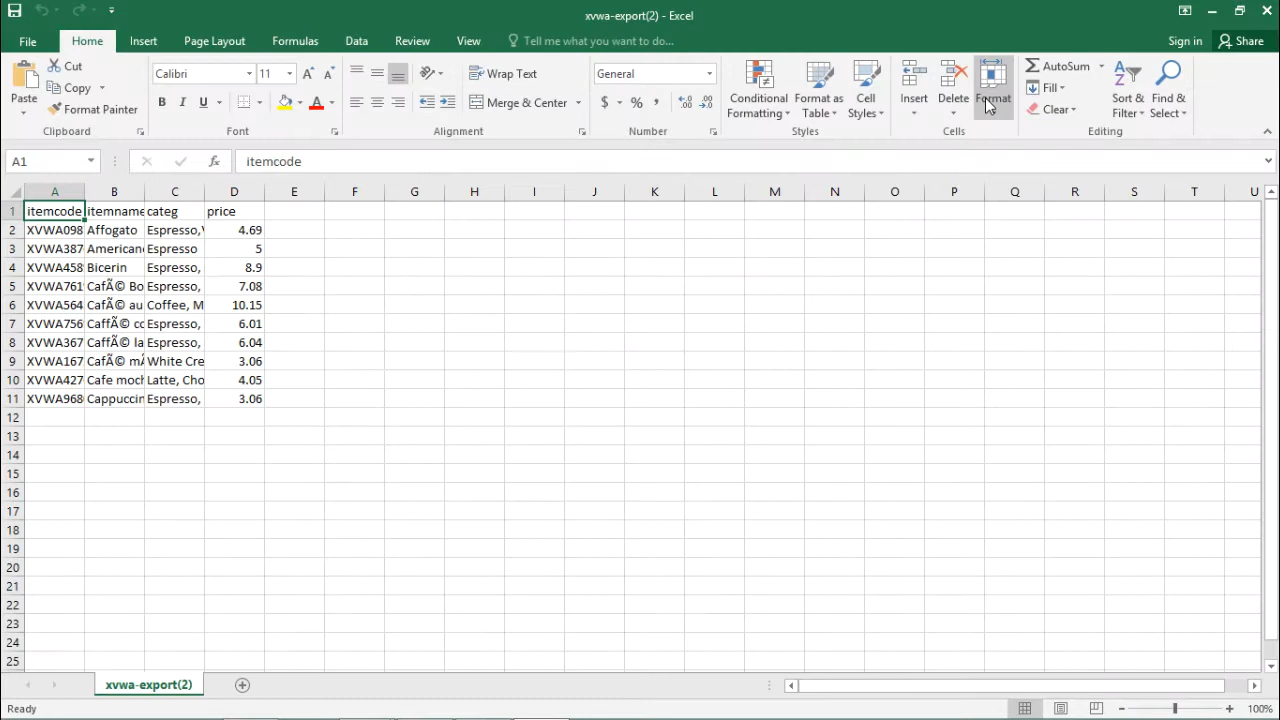 xvwa-export(2) - Excel
File Home Insert Page Layout Formulas Data Review View Tell me what you want to do... Sign in Share
Paste Cut Copy Format Painter
Clipboard
Calibri 11
B I U A
Font
Wrap Text
Merge & Center
Alignment
General
$ % ,
Number
Conditional Formatting
Format as Table
Cell Styles
Styles
Insert Delete Format
Cells
AutoSum
Fill
Clear
Sort & Filter
Find & Select
Editing
A1 fx itemcode
A B C D E F G H I J K L M N O P Q R S T U
1 itemcode itemname categ price
2 XVWA098 Affogato Espresso, 4.69
3 XVWA387 American Espresso 5
4 XVWA458 Bicerin Espresso, 8.9
5 XVWA761 CafÃ© Bo Espresso, 7.08
6 XVWA564 CafÃ© au Coffee, M 10.15
7 XVWA756 CaffÃ© co Espresso, 6.01
8 XVWA367 CaffÃ© la Espresso, 6.04
9 XVWA167 CafÃ© mÃ White Cre 3.06
10 XVWA427 Cafe moch Latte, Cho 4.05
11 XVWA968 Cappuccin Espresso, 3.06
12
13
14
15
16
17
18
19
20
21
22
23
24
25
xvwa-export(2)
Ready 100%